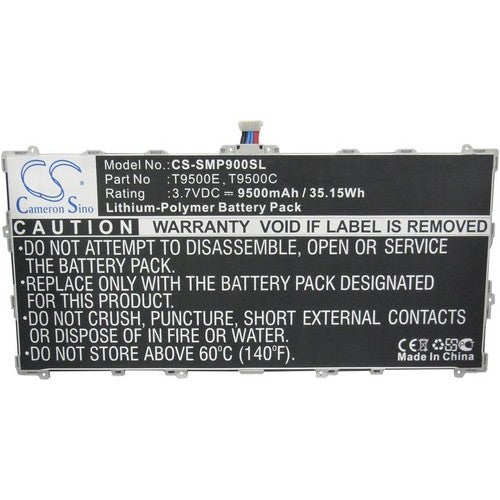 CS
Cameron Sino
Model No.:CS-SMP900SL
Part No :T9500E , T9500C
Rating :3.7VDC ⎓ 9500mAh / 35.15Wh
Lithium-Polymer Battery Pack
Caution: WARRANTY VOID IF LABEL IS REMOVED
•DO NOT ATTEMPT TO DISASSEMBLE, OPEN OR SERVICE
THE BATTERY PACK.
•REPLACE ONLY WITH THE BATTERY PACK DESIGNATED
FOR THIS PRODUCT.
•DO NOT CRUSH, PUNCTURE, SHORT EXTERNAL CONTACTS
OR DISPOSE OF IN FIRE OR WATER
•DO NOT STORE ABOVE 60℃ (140℉)
CE
Made In China